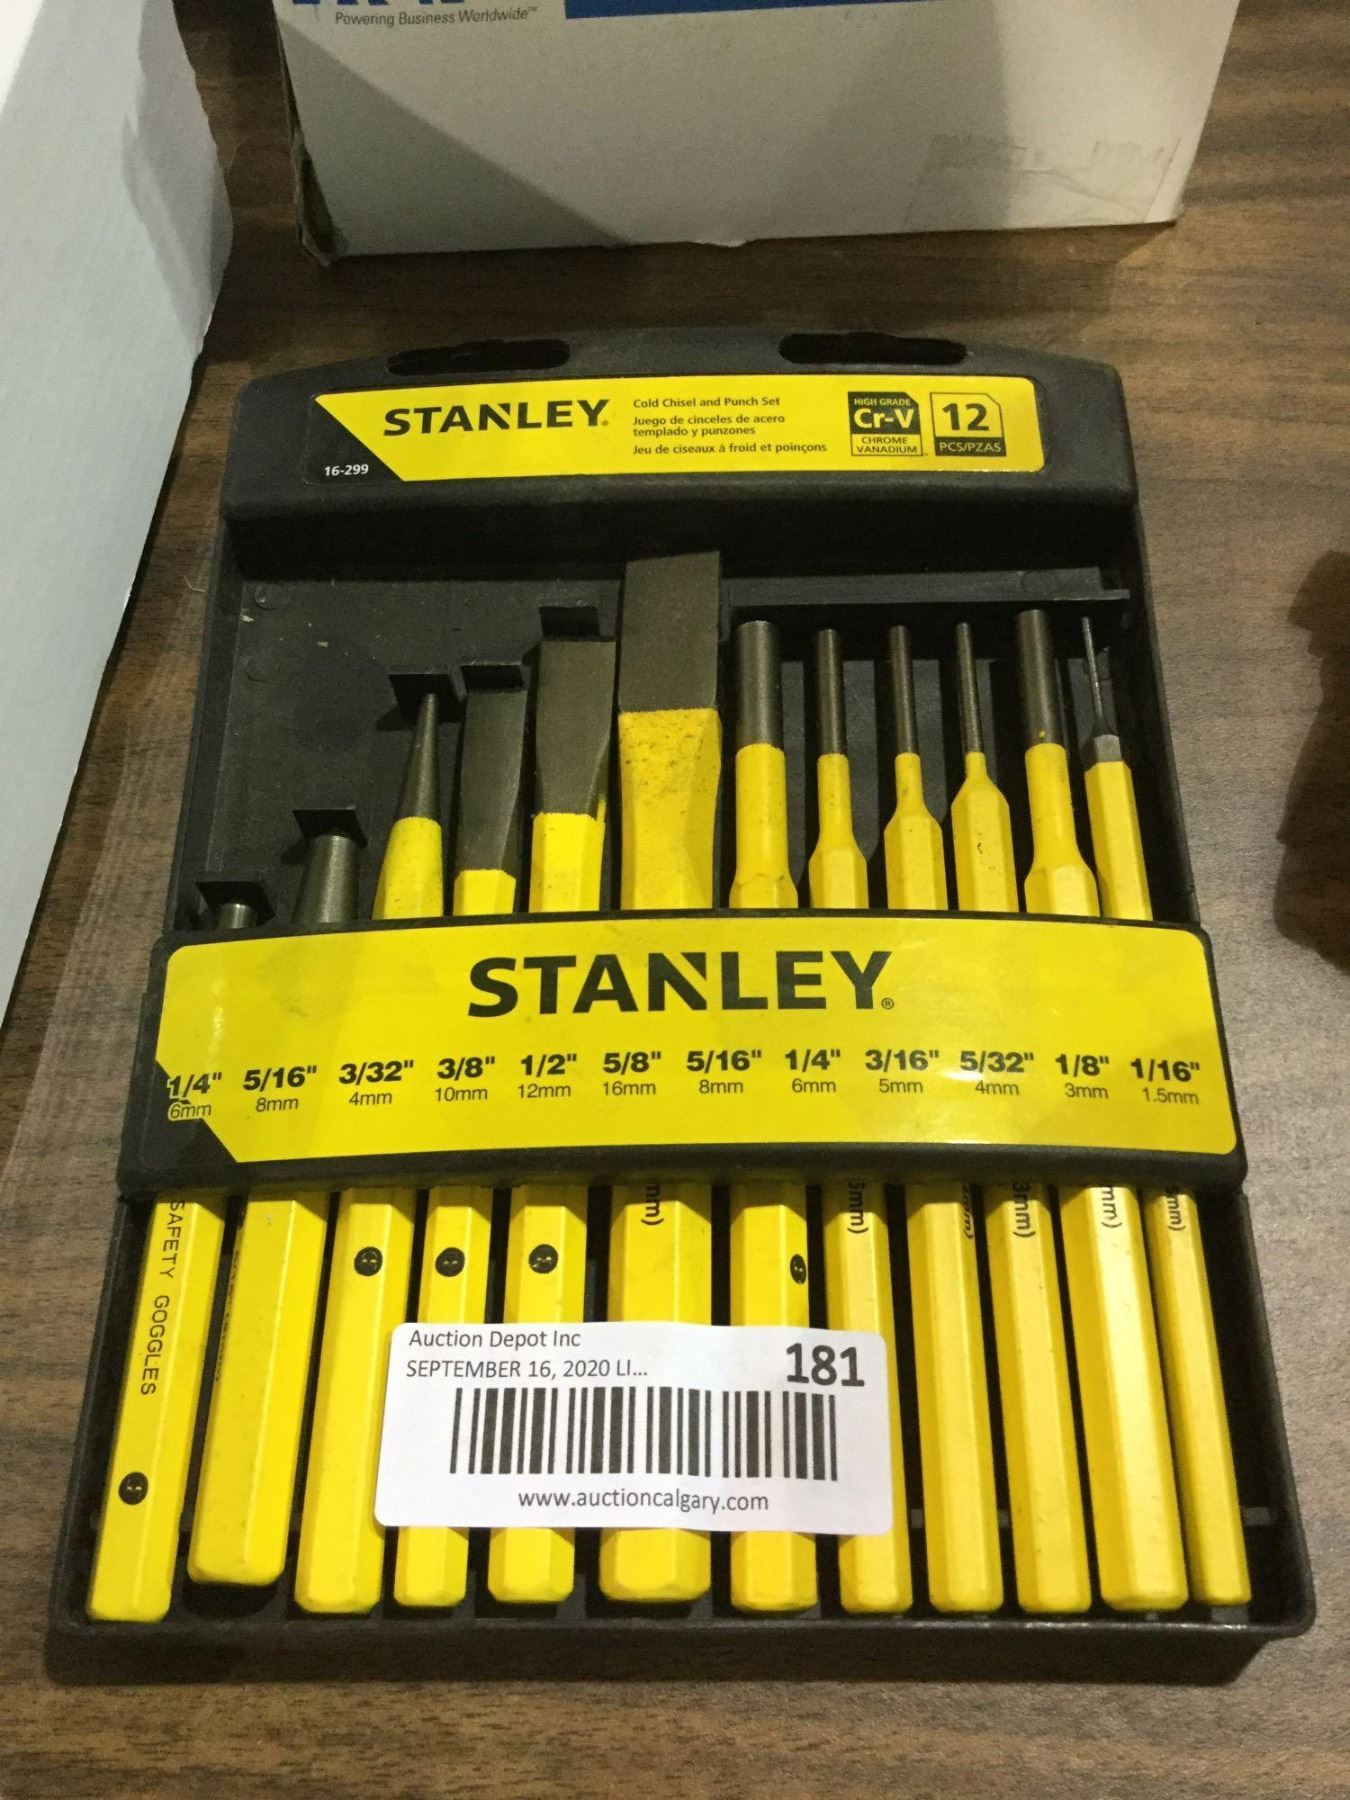 Powering Business Worldwide™
STANLEY®
Cold Chisel and Punch Set
Juego de cinceles de acero
templado y punzones
Jeu de ciseaux à froid et poinçons
16-299
HIGH GRADE
Cr-V
CHROME
VANADIUM™
12
PCS/PZAS
STANLEY®
1/4" 5/16" 3/32" 3/8" 1/2" 5/8" 5/16" 1/4" 3/16" 5/32" 1/8" 1/16"
6mm 8mm 4mm 10mm 12mm 16mm 8mm 6mm 5mm 4mm 3mm 1.5mm
SAFETY GOGGLES
Auction Depot Inc
SEPTEMBER 16, 2020 LI...
181
www.auctioncalgary.com